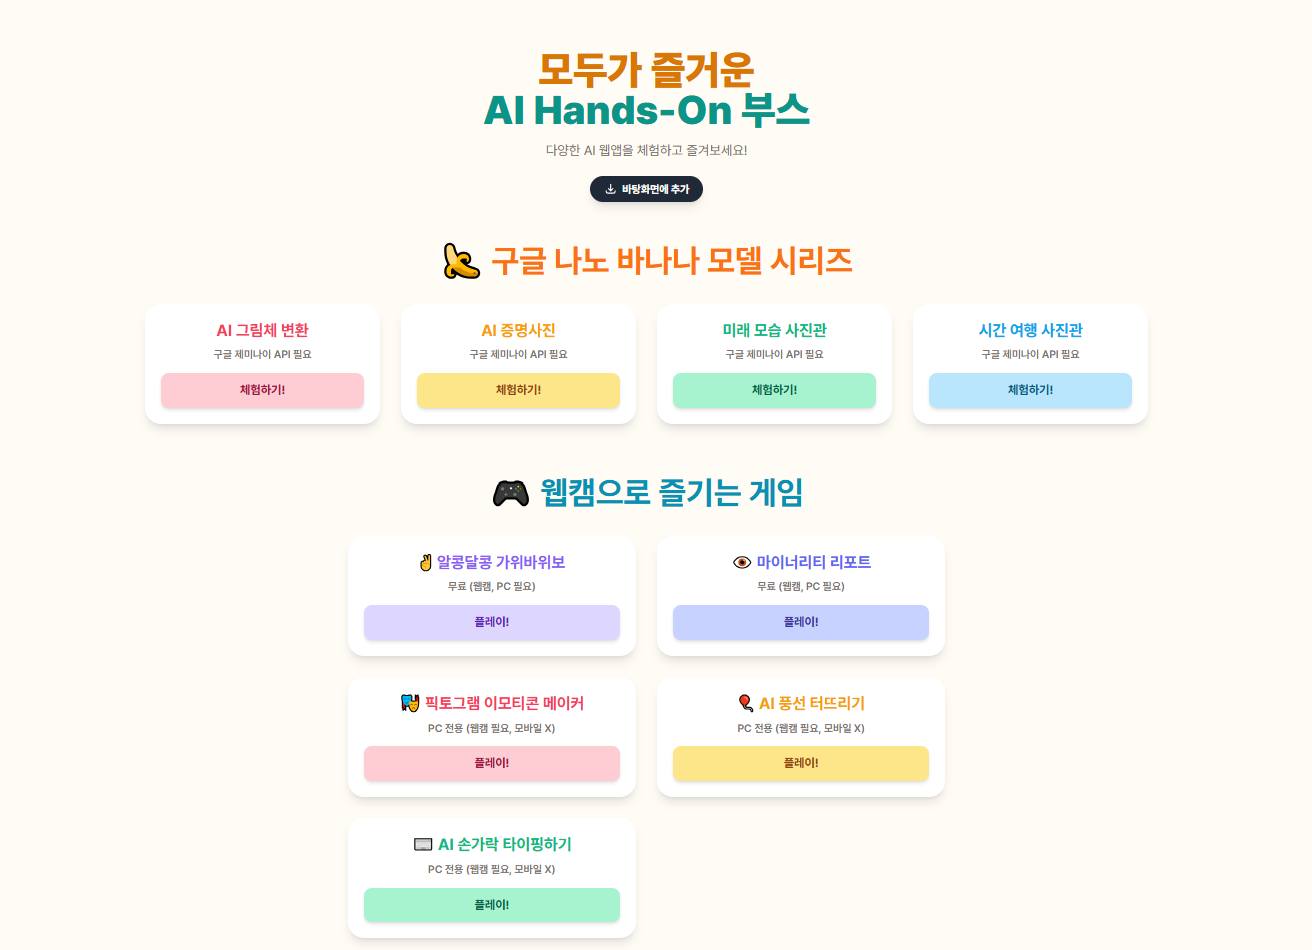 모두가 즐거운
AI Hands-On 부스
다양한 AI 웹앱을 체험하고 즐겨보세요!
바탕화면에 추가
🍌 구글 나노 바나나 모델 시리즈
AI 그림체 변환
구글 제미나이 API 필요
체험하기!
AI 증명사진
구글 제미나이 API 필요
체험하기!
미래 모습 사진관
구글 제미나이 API 필요
체험하기!
시간 여행 사진관
구글 제미나이 API 필요
체험하기!
🎮 웹캠으로 즐기는 게임
✌️ 알콩달콩 가위바위보
무료 (웹캠, PC 필요)
플레이!
👁️ 마이너리티 리포트
무료 (웹캠, PC 필요)
플레이!
🎭 픽토그램 이모티콘 메이커
PC 전용 (웹캠 필요, 모바일 X)
플레이!
🎈 AI 풍선 터뜨리기
PC 전용 (웹캠 필요, 모바일 X)
플레이!
⌨️ AI 손가락 타이핑하기
PC 전용 (웹캠 필요, 모바일 X)
플레이!